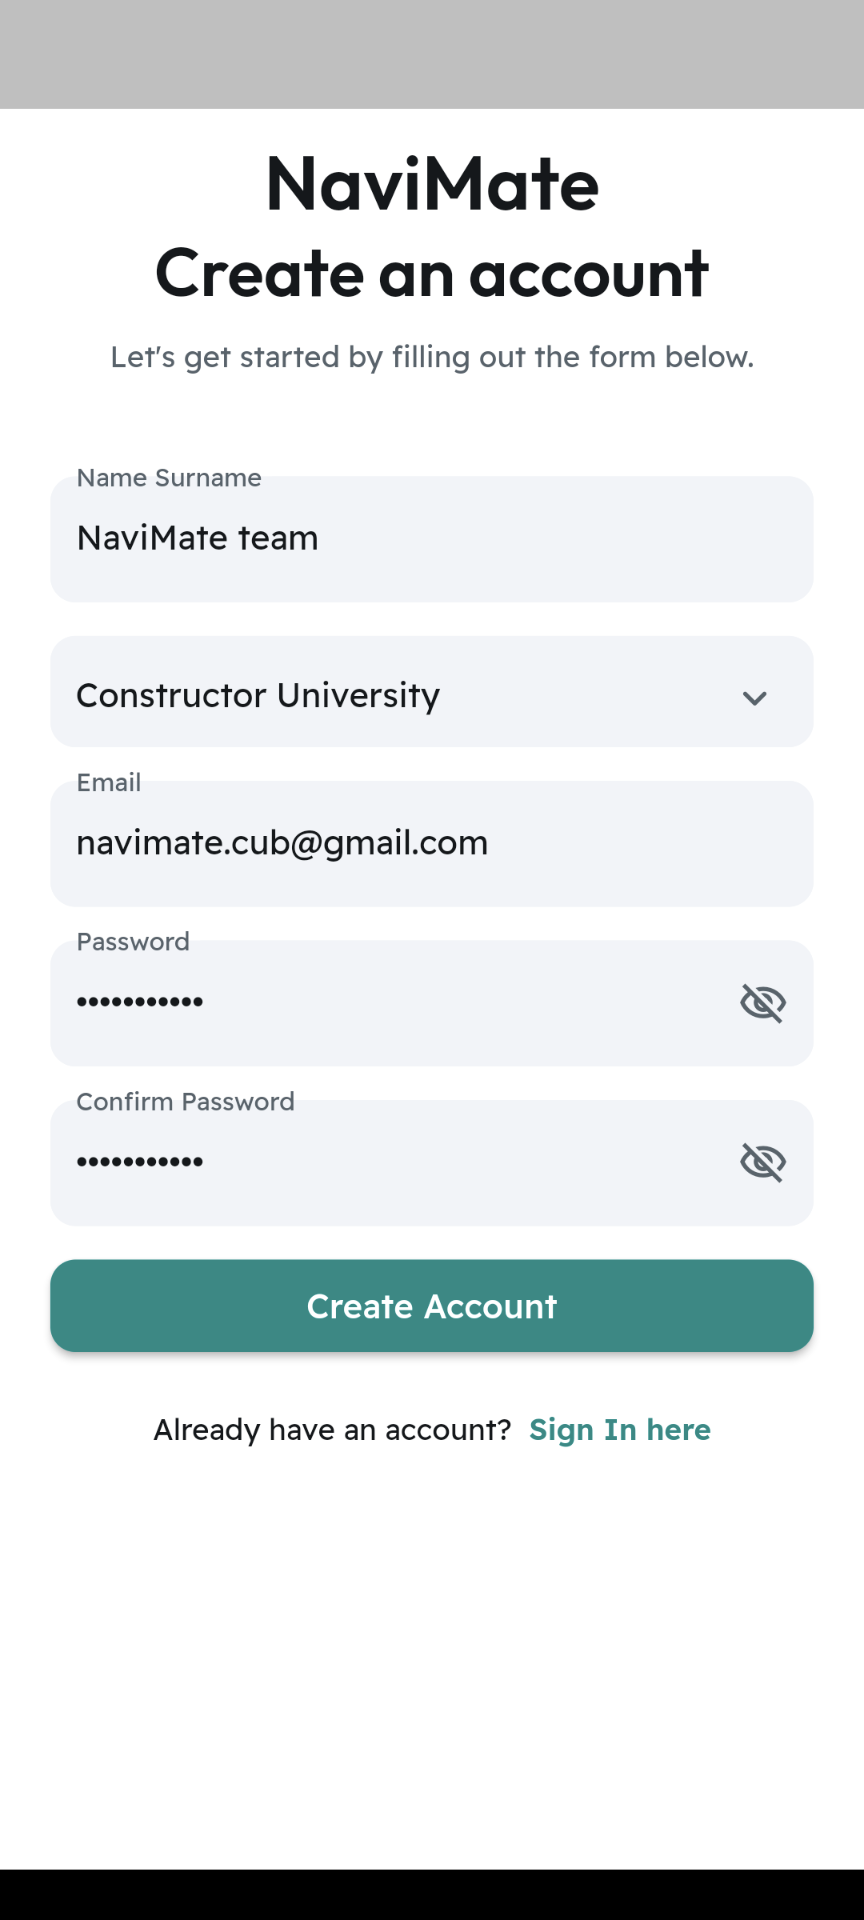 NaviMate
Create an account
Let's get started by filling out the form below.
Name Surname
NaviMate team
Constructor University
Email
navimate.cub@gmail.com
Password
•••••••••••
Confirm Password
•••••••••••
Create Account
Already have an account? Sign In here